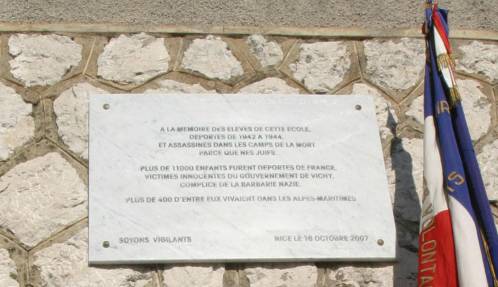 A LA MEMOIRE DES ELEVES DE CETTE ECOLE,
DEPORTES DE 1942 A 1944,
ET ASSASSINES DANS LES CAMPS DE LA MORT
PARCE QUE NES JUIFS.
PLUS DE 11000 ENFANTS FURENT DEPORTES DE FRANCE,
VICTIMES INNOCENTES DU GOUVERNEMENT DE VICHY,
COMPLICE DE LA BARBARIE NAZIE.
PLUS DE 400 D'ENTRE EUX VIVAIENT DANS LES ALPES-MARITIMES
SOYONS VIGILANTS NICE LE 16 OCTOBRE 2007